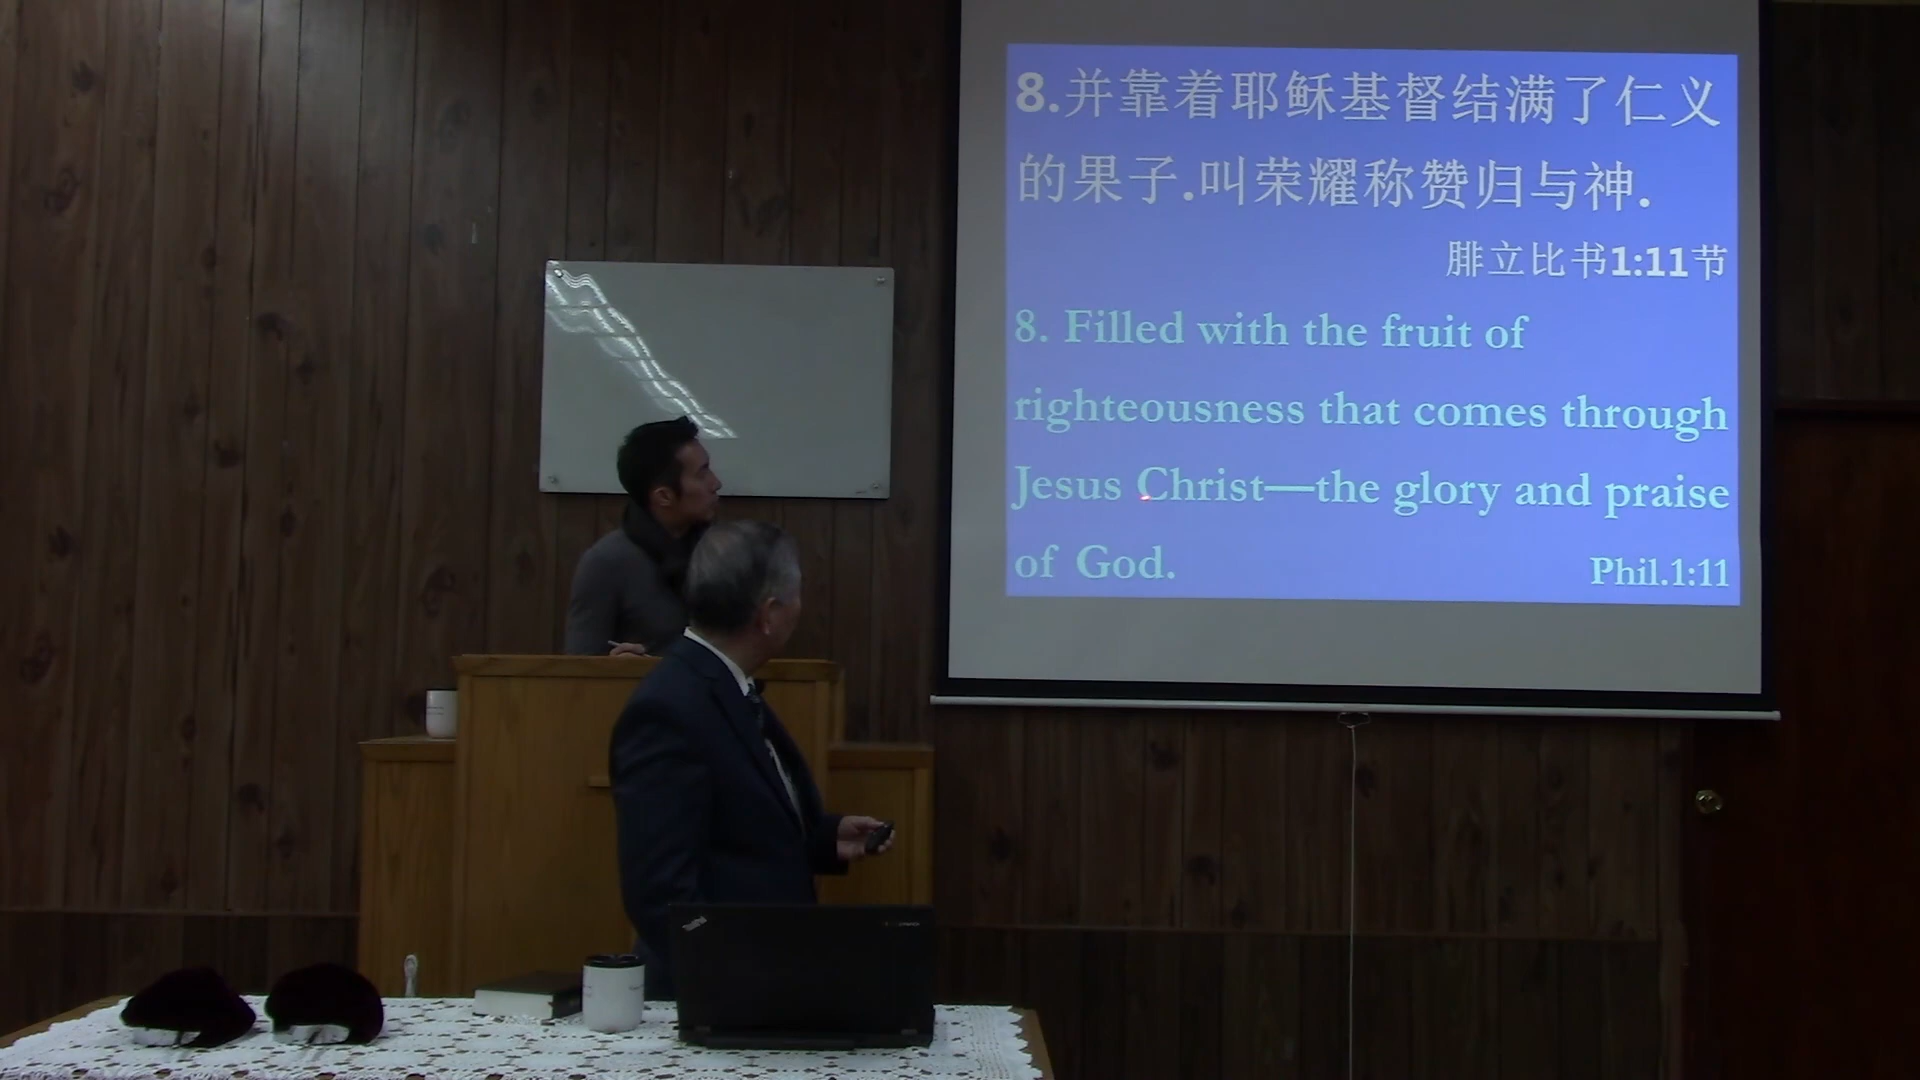 8.并靠着耶稣基督结满了仁义
的果子.叫荣耀称赞归与神.
腓立比书1:11节
8. Filled with the fruit of
righteousness that comes through
Jesus Christ—the glory and praise
of God.
Phil.1:11
ThinkPad